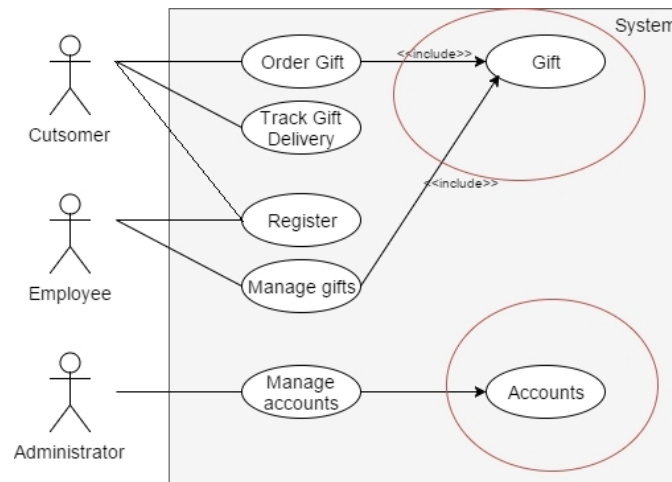 System
Order Gift
<<include>>
Gift
Track Gift
Delivery
Cutsomer
<<include>>
Register
Manage gifts
Employee
Manage
accounts
Accounts
Administrator